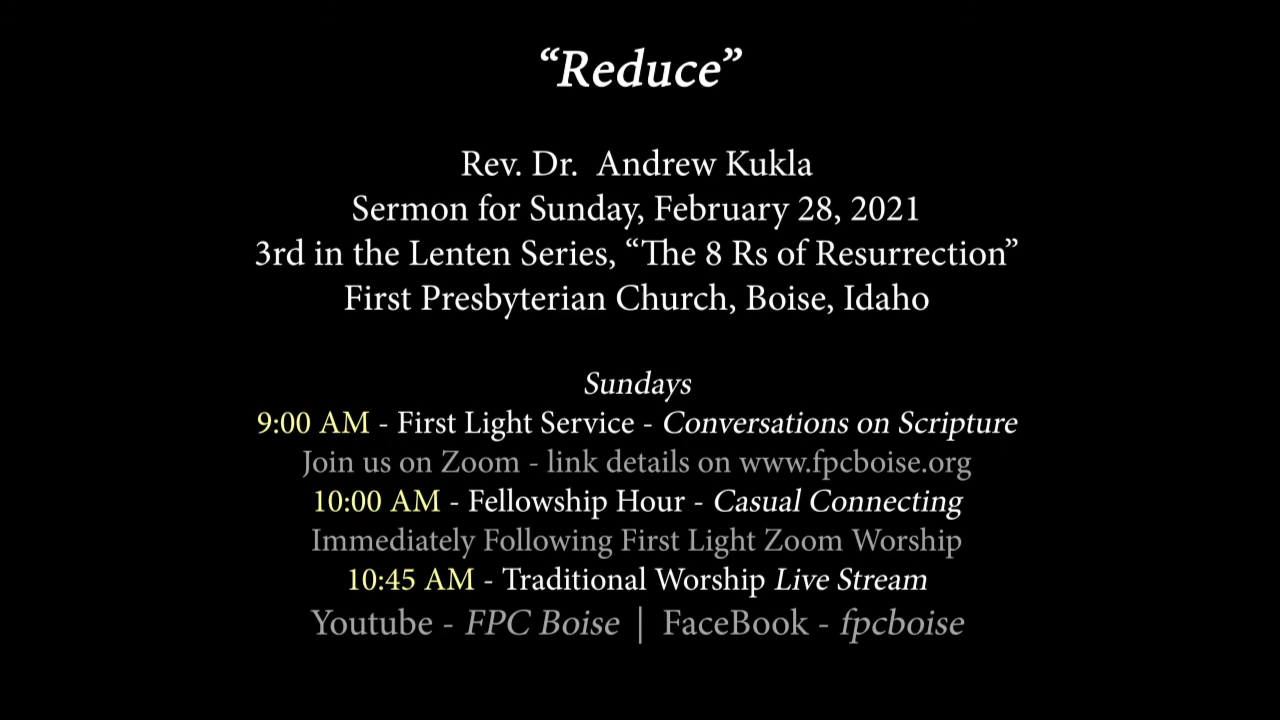 “Reduce”
Rev. Dr.  Andrew Kukla
Sermon for Sunday, February 28, 2021
3rd in the Lenten Series, “The 8 Rs of Resurrection”
First Presbyterian Church, Boise, Idaho
Sundays
9:00 AM - First Light Service - Conversations on Scripture
Join us on Zoom - link details on www.fpcboise.org
10:00 AM - Fellowship Hour - Casual Connecting
Immediately Following First Light Zoom Worship
10:45 AM - Traditional Worship Live Stream
Youtube - FPC Boise | FaceBook - fpcboise